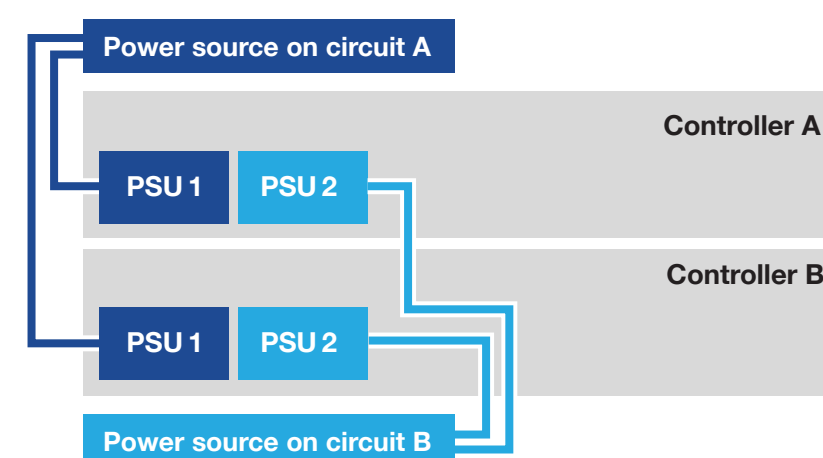 Power source on circuit A
Controller A
PSU 1
PSU 2
Controller B
PSU 1
PSU 2
Power source on circuit B